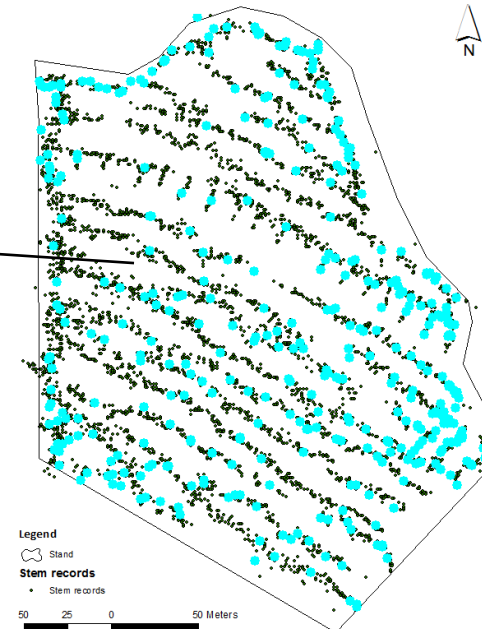 N
Legend
Stand
Stem records
Stem records
50 25 0 50 Meters